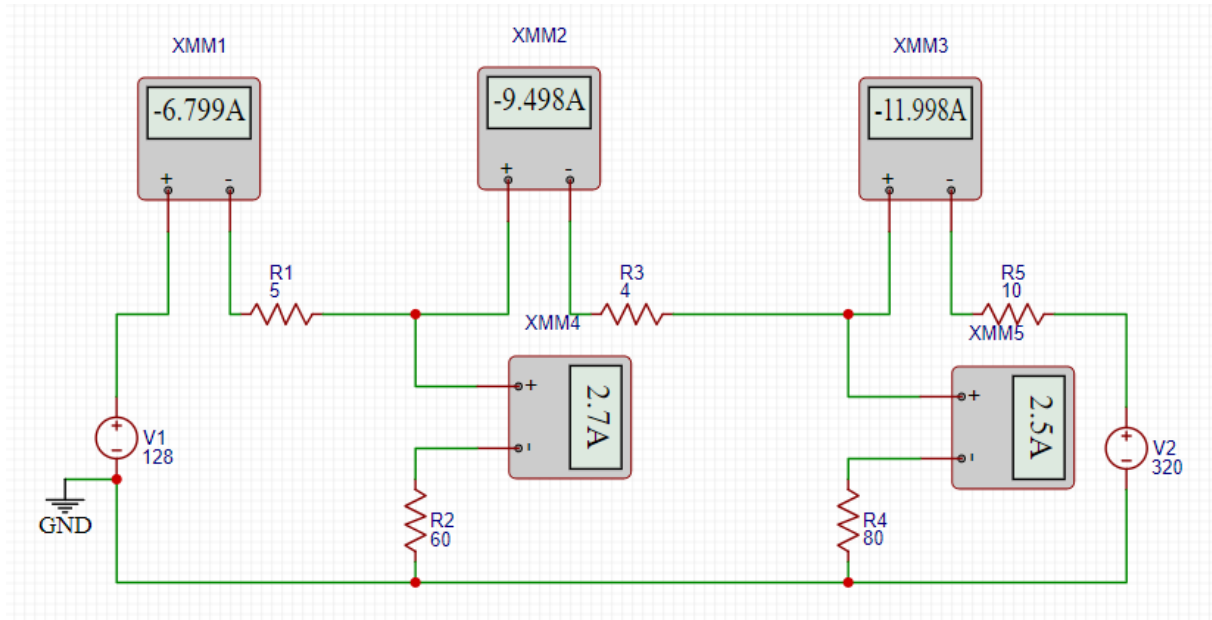 XMM1
XMM2
XMM3
-6.799A
-9.498A
-11.998A
+ -
+ -
+ -
R1
5
R3
4
R5
10
XMM4
XMM5
+
2.7A
-
+
2.5A
-
+
V1
128
-
+
V2
320
-
GND
R2
60
R4
80